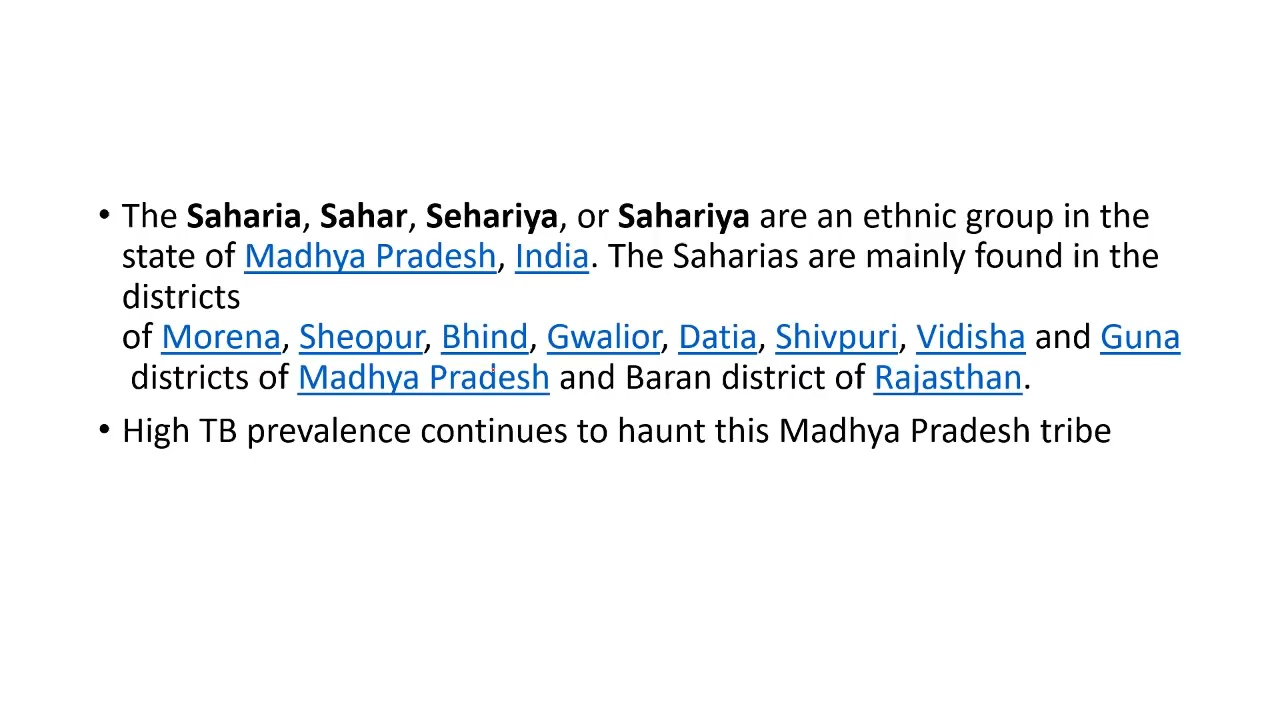 • The Saharia, Sahar, Sehariya, or Sahariya are an ethnic group in the
state of Madhya Pradesh, India. The Saharias are mainly found in the
districts
of Morena, Sheopur, Bhind, Gwalior, Datia, Shivpuri, Vidisha and Guna
districts of Madhya Pradesh and Baran district of Rajasthan.
• High TB prevalence continues to haunt this Madhya Pradesh tribe